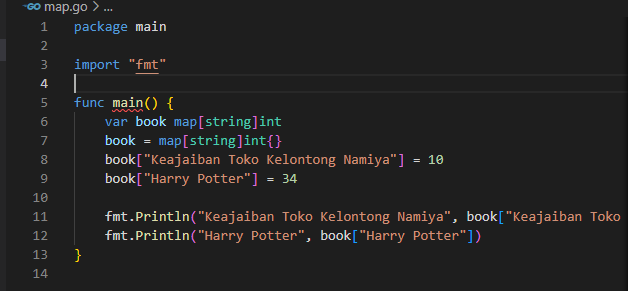 GO map.go > ...
1 package main
2
3 import "fmt"
4
5 func main() {
6 var book map[string]int
7 book = map[string]int{}
8 book["Keajaiban Toko Kelontong Namiya"] = 10
9 book["Harry Potter"] = 34
10
11 fmt.Println("Keajaiban Toko Kelontong Namiya", book["Keajaiban Toko
12 fmt.Println("Harry Potter", book["Harry Potter"])
13 }
14